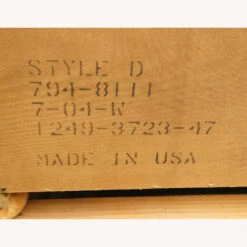 STYLE D
794-8111
7-04-W
1249-3723-47
MADE IN USA